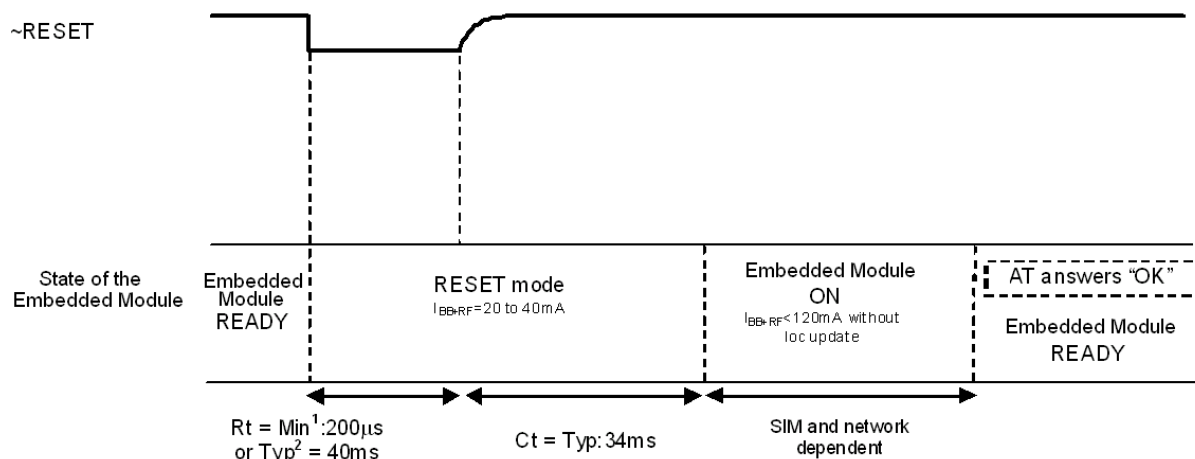 ~RESET
State of the
Embedded Module
Embedded
Module
READY
RESET mode
I_BB+RF=20 to 40mA
Embedded Module
ON
I_BB+RF<120mA without
loc update
AT answers “OK”
Embedded Module
READY
Rt = Min¹:200µs
or Typ² = 40ms
Ct = Typ:34ms
SIM and network
dependent